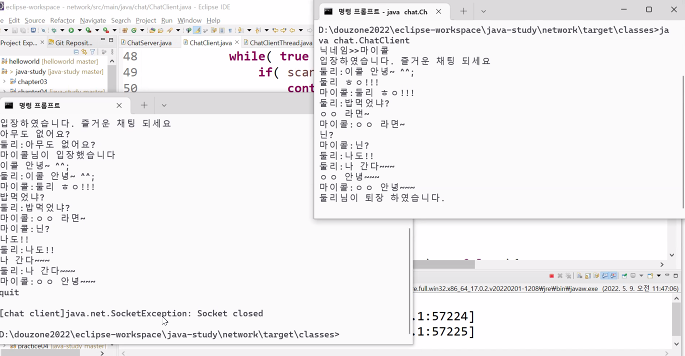 eclipse-workspace - network/src/main/java/chat/ChatClient.java - Eclipse IDE
Edit Source Refactor Navigate Search Project Run Window Help
Project Exp...
Git Reposit...
ChatServer.java
ChatClient.java
ChatClientThread.java
helloworld [helloworld master]
java-study [java-study master]
chapter03
48 while( true
49 if( scan
50 cont
명령 프롬프트 - java chat.Ch
D:\douzone2022\eclipse-workspace\java-study\network\target\classes>ja
va chat.ChatClient
닉네임>>마이콜
입장하였습니다. 즐거운 채팅 되세요
둘리:이콜 안녕~ ^^;
둘리 ㅎㅇ!!!
마이콜:둘리 ㅎㅇ!!!
둘리:밥먹었냐?
ㅇㅇ 라면~
마이콜:ㅇㅇ 라면~
넌?
마이콜:넌?
둘리:나도!!
둘리:나 간다~~~
ㅇㅇ 안녕~~~
마이콜:ㅇㅇ 안녕~~~
둘리님이 퇴장 하였습니다.
명령 프롬프트
입장하였습니다. 즐거운 채팅 되세요
아무도 없어요?
둘리:아무도 없어요?
마이콜님이 입장했습니다
이콜 안녕~ ^^;
둘리:이콜 안녕~ ^^;
마이콜:둘리 ㅎㅇ!!!
밥먹었냐?
둘리:밥먹었냐?
마이콜:ㅇㅇ 라면~
마이콜:넌?
나도!!
둘리:나도!!
나 간다~~~
둘리:나 간다~~~
마이콜:ㅇㅇ 안녕~~~
quit
[chat client]java.net.SocketException: Socket closed
D:\douzone2022\eclipse-workspace\java-study\network\target\classes>
.full.win32.x86_64_17.0.2.v20220201-1208\jre\bin\javaw.exe (2022. 5. 9. 오전 11:47:06)
.1:57224]
.1:57225]
practice04 [java-study master]